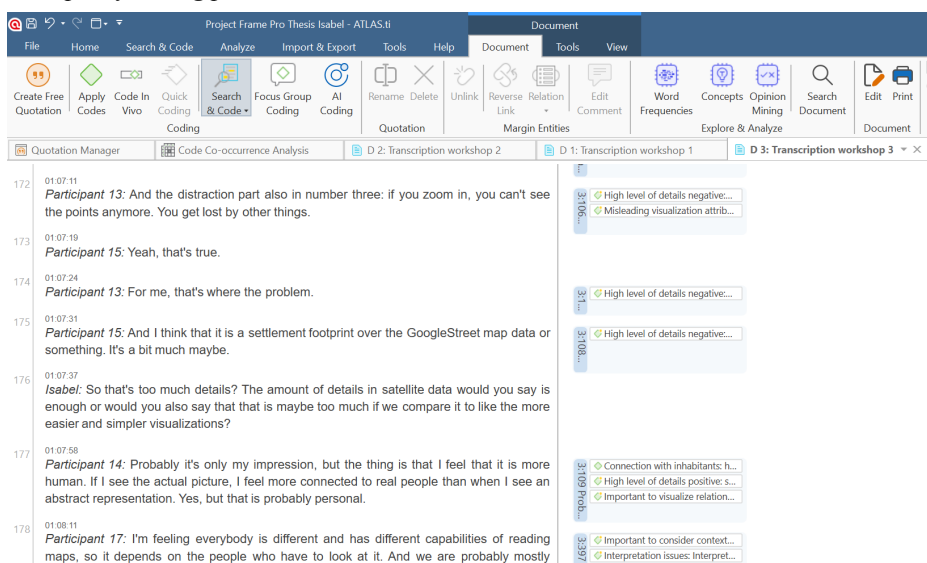 Project Frame Pro Thesis Isabel - ATLAS.ti
Document
File Home Search & Code Analyze Import & Export Tools Help Document Tools View
Create Free Quotation
Apply Codes
Code In Vivo
Quick Coding
Search & Code
Focus Group Coding
AI Coding
Rename
Delete
Unlink
Reverse Link
Relation
Edit Comment
Word Frequencies
Concepts
Opinion Mining
Search Document
Edit
Print
Coding
Quotation
Margin Entities
Explore & Analyze
Document
Quotation Manager
Code Co-occurrence Analysis
D 2: Transcription workshop 2
D 1: Transcription workshop 1
D 3: Transcription workshop 3
172 01:07:11
Participant 13: And the distraction part also in number three: if you zoom in, you can't see
the points anymore. You get lost by other things.
3:106...
High level of details negative:...
Misleading visualization attrib...
173 01:07:19
Participant 15: Yeah, that's true.
174 01:07:24
Participant 13: For me, that's where the problem.
3:1...
High level of details negative:...
175 01:07:31
Participant 15: And I think that it is a settlement footprint over the GoogleStreet map data or
something. It's a bit much maybe.
3:108...
High level of details negative:...
176 01:07:37
Isabel: So that's too much details? The amount of details in satellite data would you say is
enough or would you also say that that is maybe too much if we compare it to like the more
easier and simpler visualizations?
177 01:07:58
Participant 14: Probably it's only my impression, but the thing is that I feel that it is more
human. If I see the actual picture, I feel more connected to real people than when I see an
abstract representation. Yes, but that is probably personal.
3:109 Prob...
Connection with inhabitants: h...
High level of details positive: s...
Important to visualize relation...
178 01:08:11
Participant 17: I'm feeling everybody is different and has different capabilities of reading
maps, so it depends on the people who have to look at it. And we are probably mostly
3:397
Important to consider context...
Interpretation issues: Interpret...